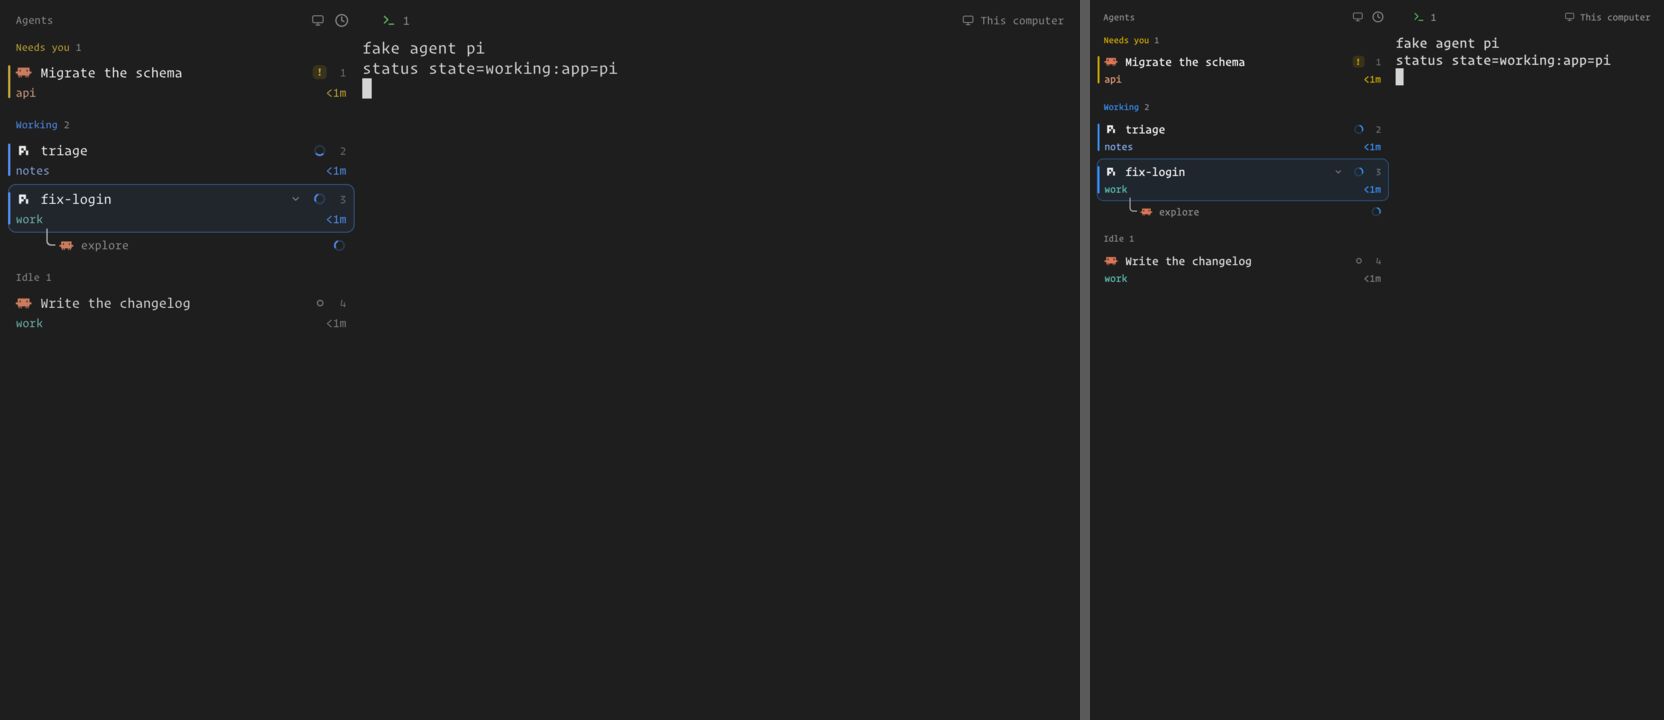 Agents
Needs you 1
Migrate the schema ! 1
api <1m
Working 2
triage 2
notes <1m
fix-login 3
work <1m
explore
Idle 1
Write the changelog 4
work <1m
>_ 1 This computer
fake agent pi
status state=working:app=pi
Agents
Needs you 1
Migrate the schema ! 1
api <1m
Working 2
triage 2
notes <1m
fix-login 3
work <1m
explore
Idle 1
Write the changelog 4
work <1m
>_ 1 This computer
fake agent pi
status state=working:app=pi